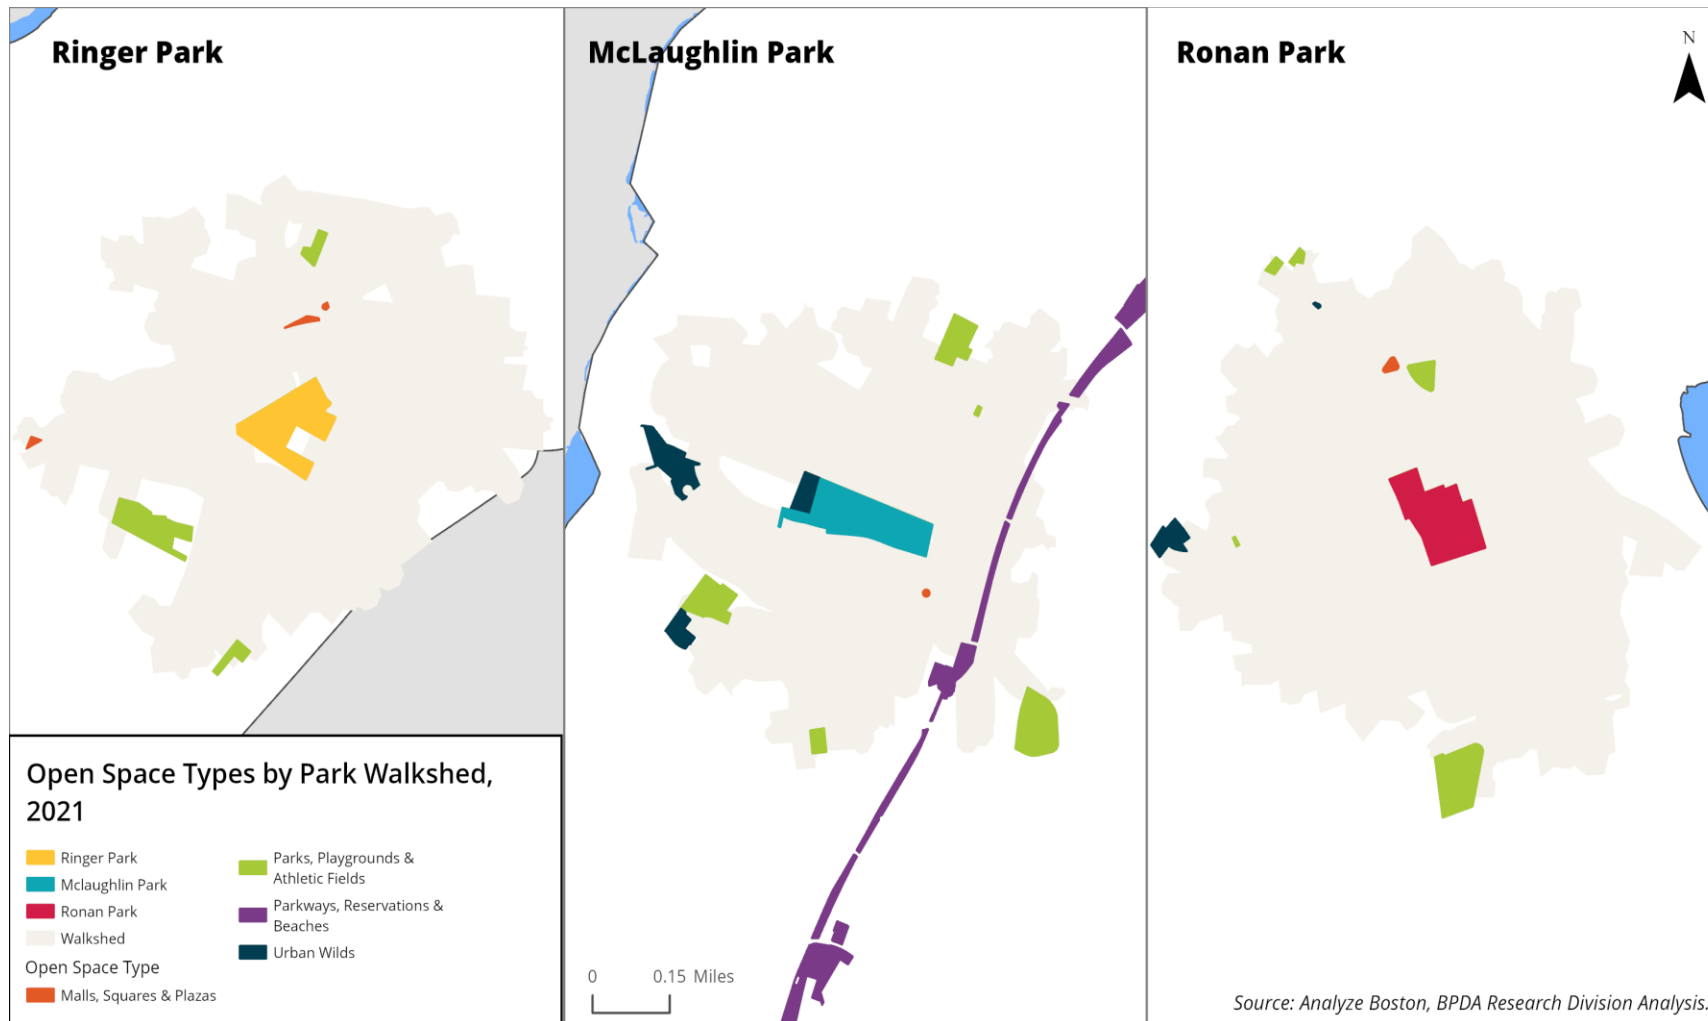 Ringer Park
McLaughlin Park
Ronan Park
N
Open Space Types by Park Walkshed,
2021
Ringer Park
Mclaughlin Park
Ronan Park
Walkshed
Open Space Type
Malls, Squares & Plazas
Parks, Playgrounds &
Athletic Fields
Parkways, Reservations &
Beaches
Urban Wilds
0 0.15 Miles
Source: Analyze Boston, BPDA Research Division Analysis.